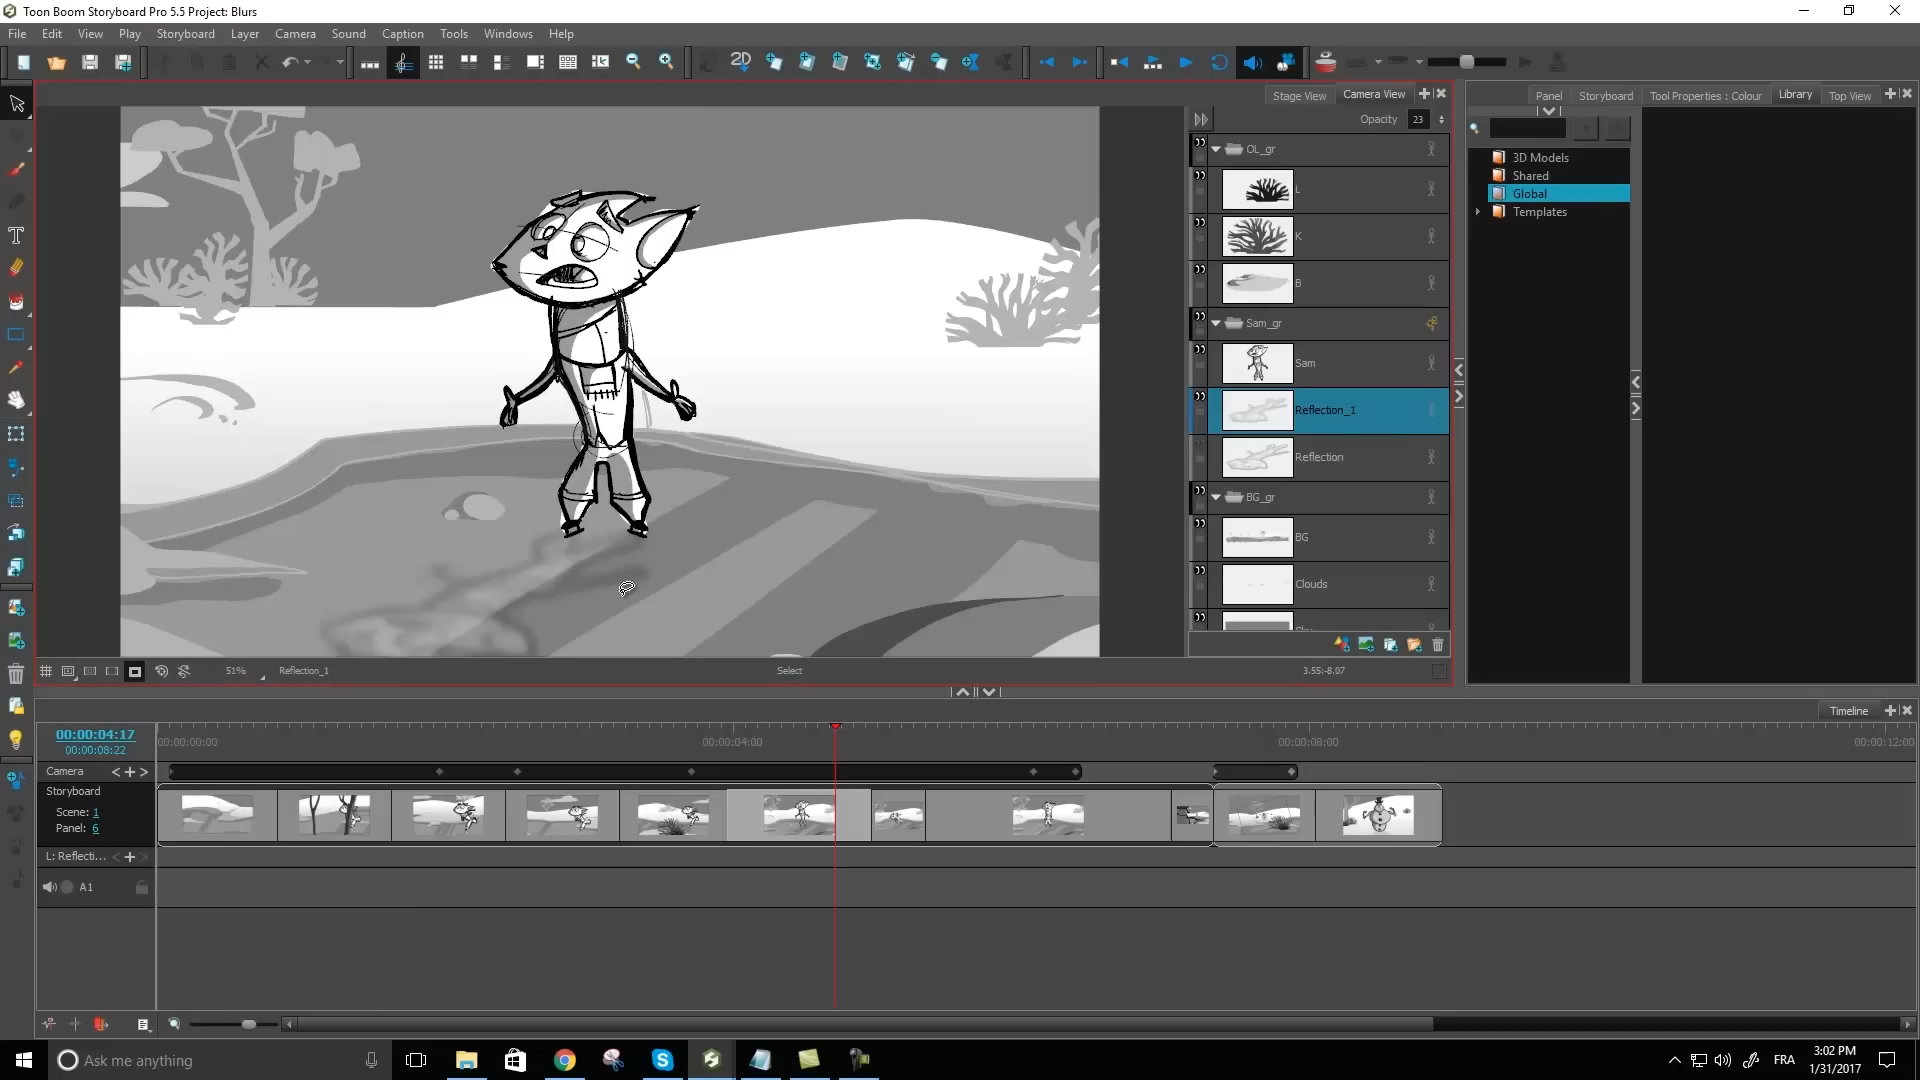 Toon Boom Storyboard Pro 5.5 Project: Blurs
File Edit View Play Storyboard Layer Camera Sound Caption Tools Windows Help
2D
Stage View Camera View
Opacity 23
OL_gr
L
K
B
Sam_gr
Sam
Reflection_1
Reflection
BG_gr
BG
Clouds
Panel Storyboard Tool Properties : Colour Library Top View
3D Models
Shared
Global
Templates
51% Reflection_1 Select 3.55:-8.07
Timeline
00:00:04:17
00:00:08:22
00:00:00:00 00:00:04:00 00:00:08:00 00:00:12:00
Camera
Storyboard
Scene: 1
Panel: 6
L: Reflecti...
A1
Ask me anything
FRA
3:02 PM
1/31/2017